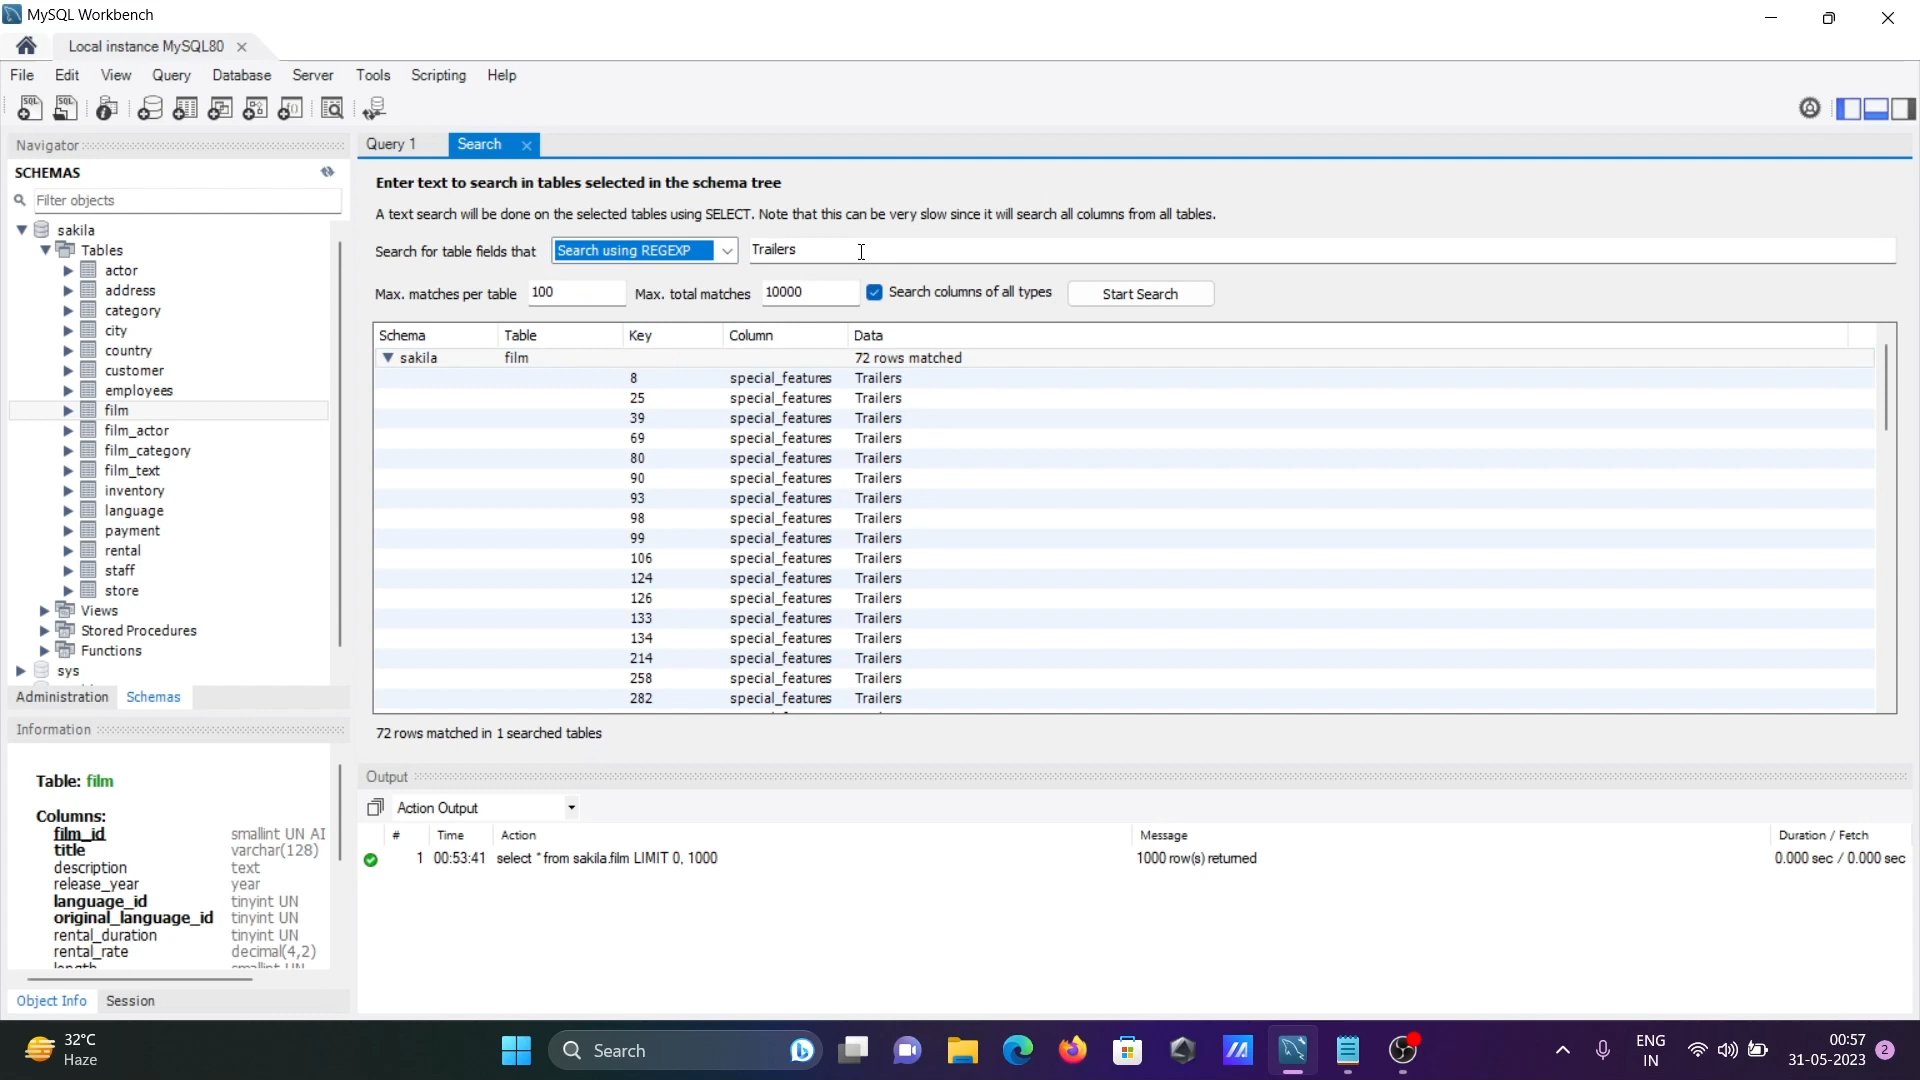 MySQL Workbench
Local instance MySQL80
File Edit View Query Database Server Tools Scripting Help
Navigator
SCHEMAS
Filter objects
sakila
Tables
actor
address
category
city
country
customer
employees
film
film_actor
film_category
film_text
inventory
language
payment
rental
staff
store
Views
Stored Procedures
Functions
sys
Administration Schemas
Information
Table: film
Columns:
film_id smallint UN AI
title varchar(128)
description text
release_year year
language_id tinyint UN
original_language_id tinyint UN
rental_duration tinyint UN
rental_rate decimal(4,2)
length smallint UN
Object Info Session
Query 1 Search
Enter text to search in tables selected in the schema tree
A text search will be done on the selected tables using SELECT. Note that this can be very slow since it will search all columns from all tables.
Search for table fields that Search using REGEXP Trailers
Max. matches per table 100 Max. total matches 10000 Search columns of all types Start Search
Schema Table Key Column Data
sakila film 72 rows matched
8 special_features Trailers
25 special_features Trailers
39 special_features Trailers
69 special_features Trailers
80 special_features Trailers
90 special_features Trailers
93 special_features Trailers
98 special_features Trailers
99 special_features Trailers
106 special_features Trailers
124 special_features Trailers
126 special_features Trailers
133 special_features Trailers
134 special_features Trailers
214 special_features Trailers
258 special_features Trailers
282 special_features Trailers
72 rows matched in 1 searched tables
Output
Action Output
# Time Action Message Duration / Fetch
1 00:53:41 select * from sakila.film LIMIT 0, 1000 1000 row(s) returned 0.000 sec / 0.000 sec
32°C
Haze
Search
ENG
IN
00:57
31-05-2023
2